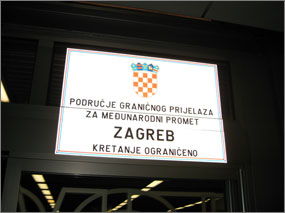 PODRUČJE GRANIČNOG PRIJELAZA
ZA MEĐUNARODNI PROMET
ZAGREB
KRETANJE OGRANIČENO